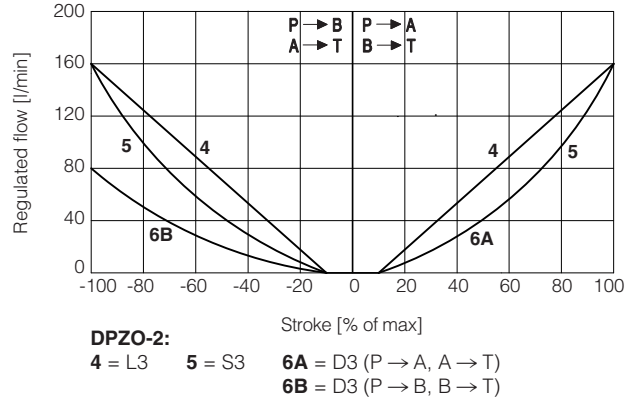 200
160
120
80
40
0
Regulated flow [l/min]
P → B P → A
A → T B → T
5 4 4 5
6B 6A
-100 -80 -60 -40 -20 0 20 40 60 80 100
Stroke [% of max]
DPZO-2:
4 = L3 5 = S3 6A = D3 (P → A, A → T)
6B = D3 (P → B, B → T)